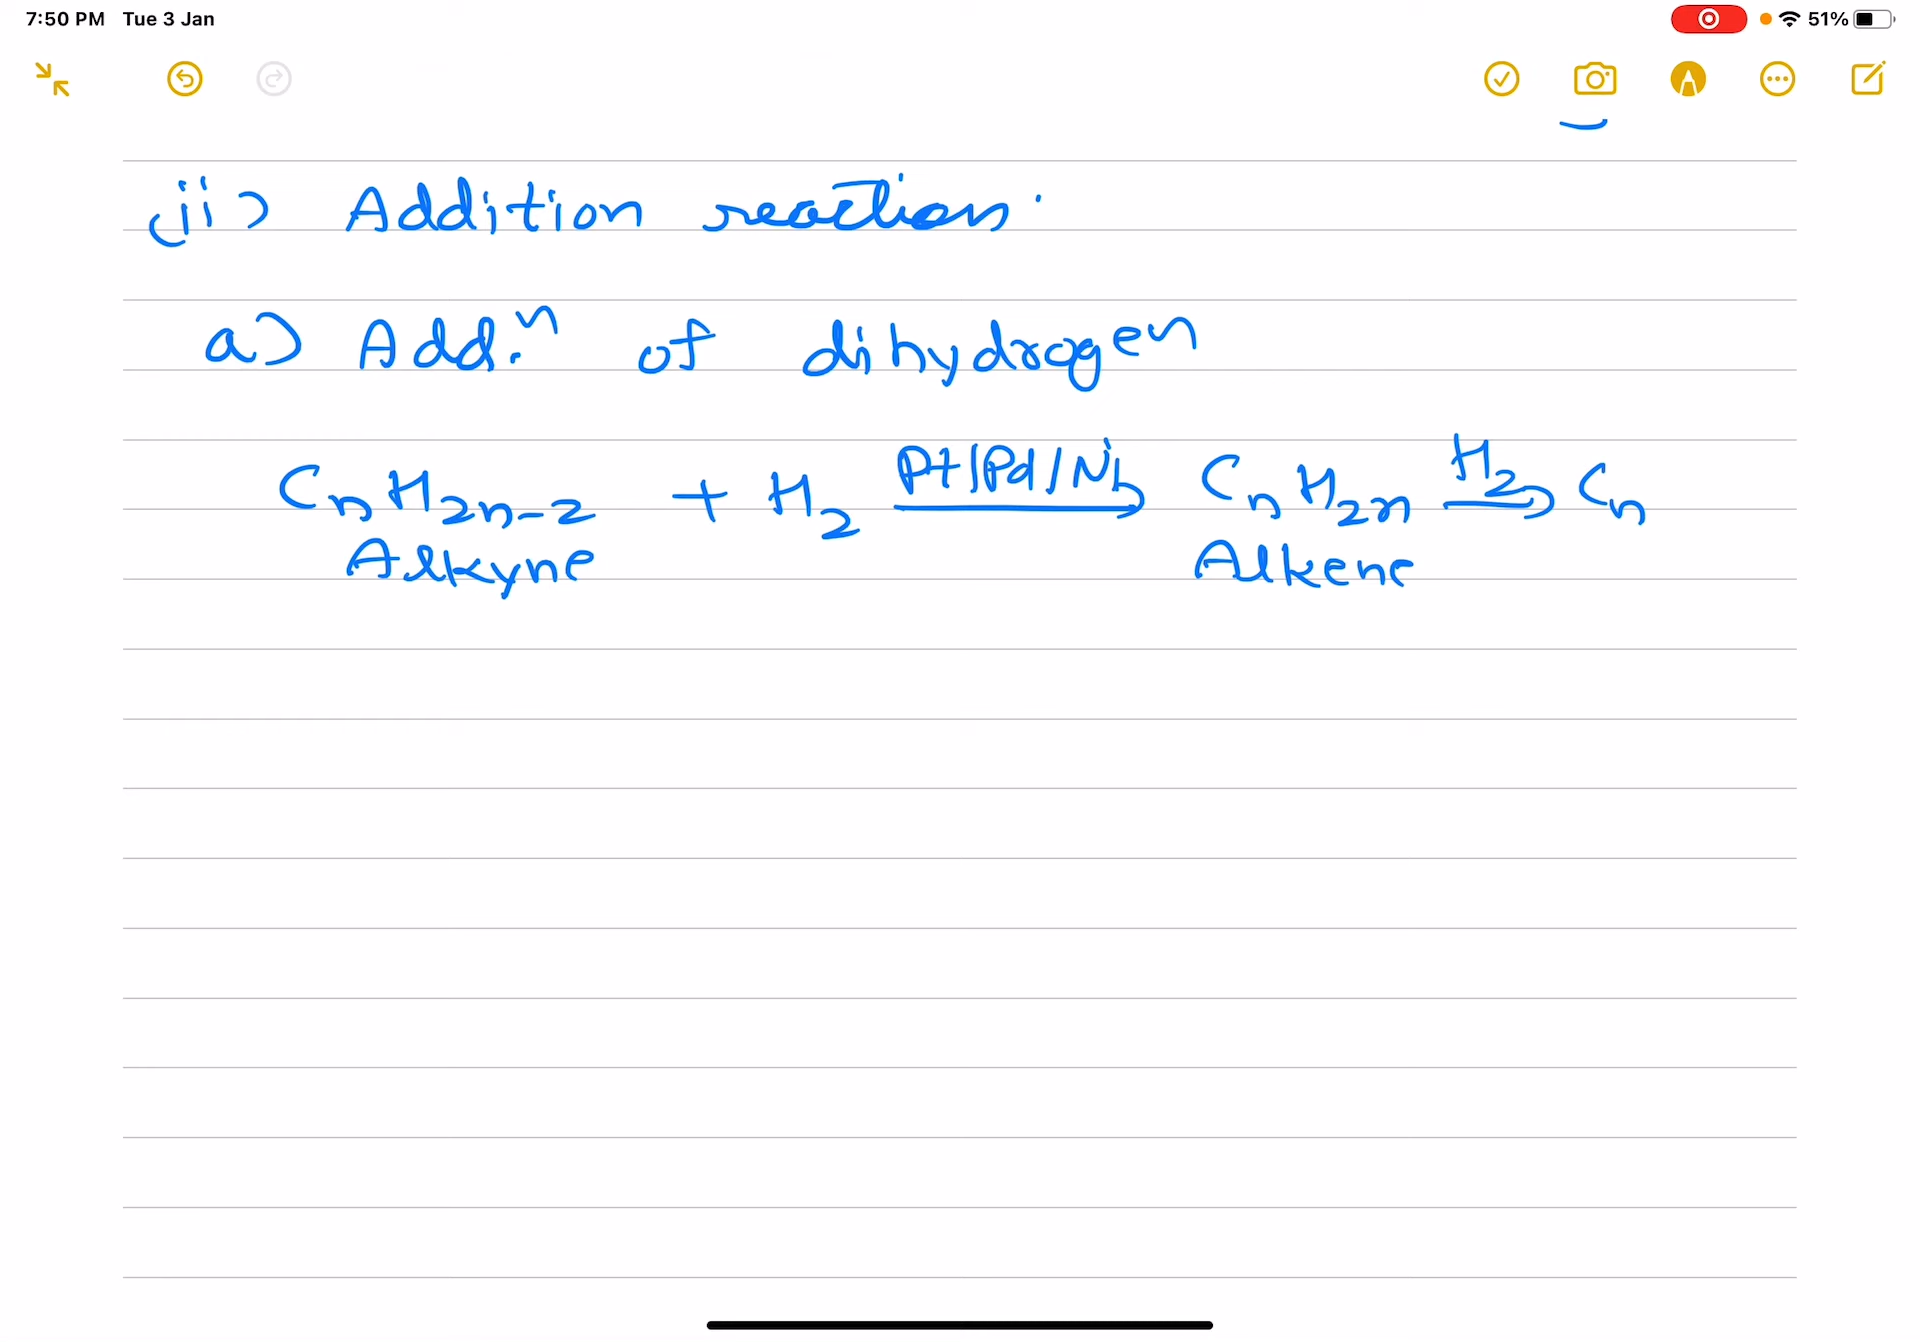 7:50 PM Tue 3 Jan 51%
(ii) Addition reaction.
a) Add.ⁿ of dihydrogen
CₙH₂ₙ₋₂ + H₂ Pt/Pd/Ni → CₙH₂ₙ H₂ → Cₙ
Alkyne Alkene